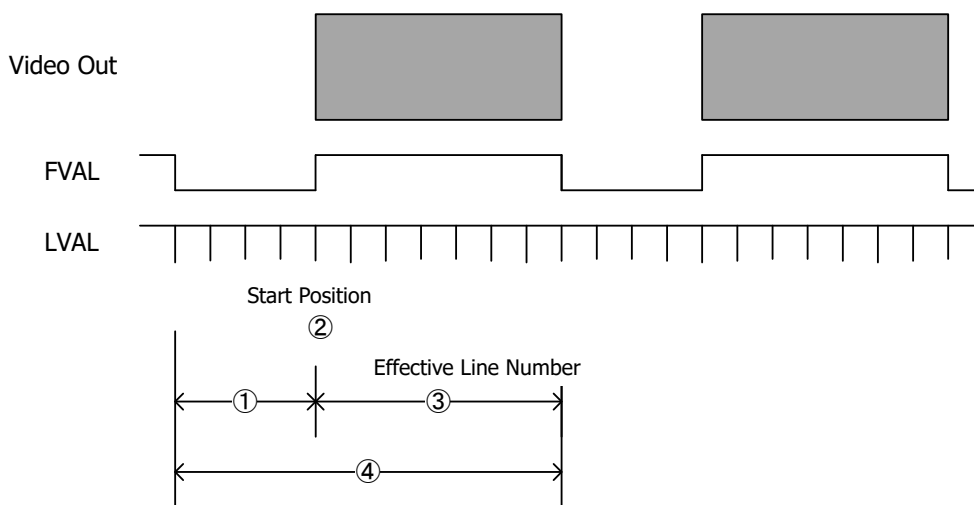 Video Out
FVAL
LVAL
Start Position
②
Effective Line Number
①
③
④